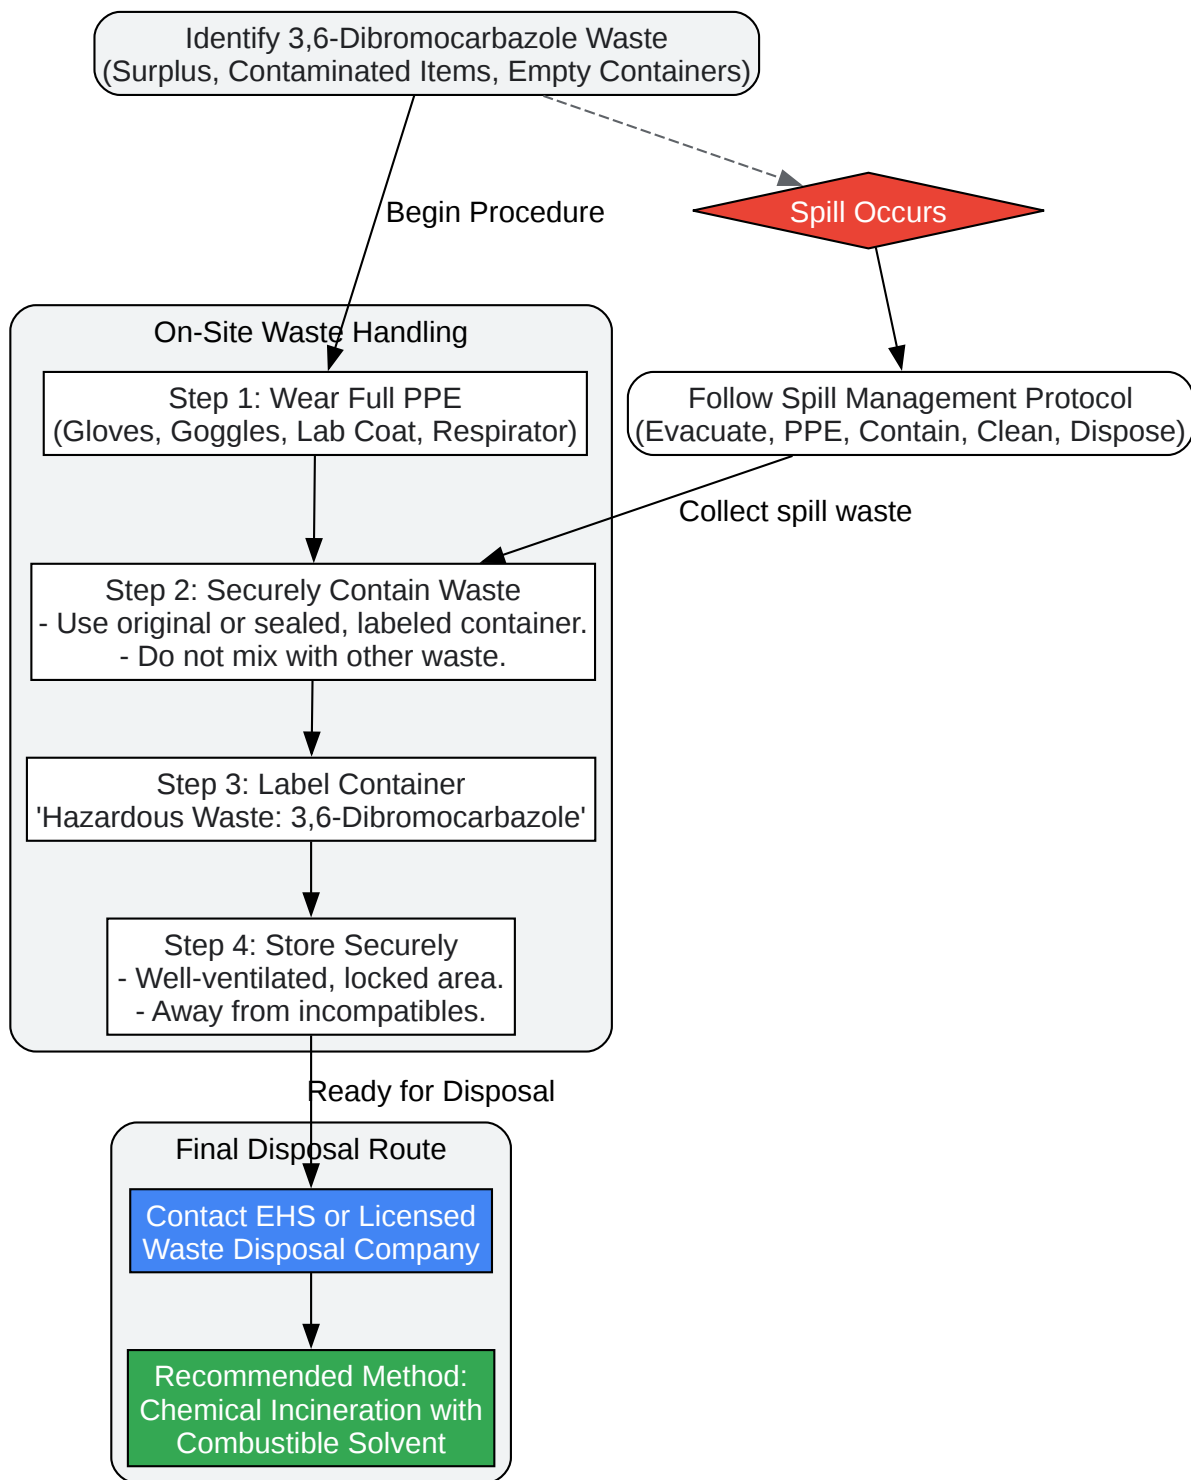 Identify 3,6-Dibromocarbazole Waste
(Surplus, Contaminated Items, Empty Containers)
Begin Procedure
Spill Occurs
On-Site Waste Handling
Step 1: Wear Full PPE
(Gloves, Goggles, Lab Coat, Respirator)
Follow Spill Management Protocol
(Evacuate, PPE, Contain, Clean, Dispose)
Collect spill waste
Step 2: Securely Contain Waste
- Use original or sealed, labeled container.
- Do not mix with other waste.
Step 3: Label Container
'Hazardous Waste: 3,6-Dibromocarbazole'
Step 4: Store Securely
- Well-ventilated, locked area.
- Away from incompatibles.
Ready for Disposal
Final Disposal Route
Contact EHS or Licensed
Waste Disposal Company
Recommended Method:
Chemical Incineration with
Combustible Solvent